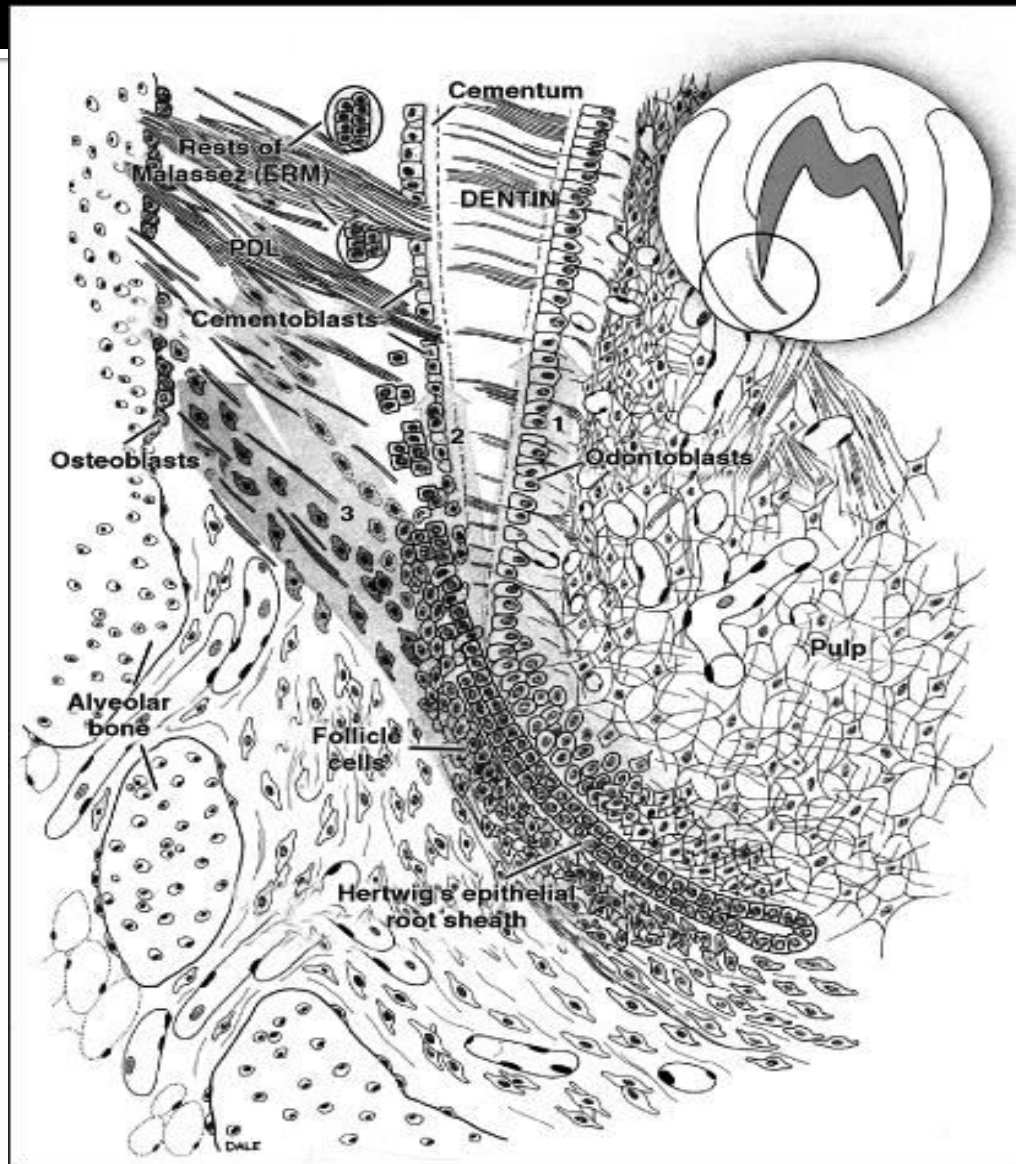 Cementum
Rests of
Malassez (ERM)
DENTIN
PDL
Cementoblasts
2
1
Osteoblasts
Odontoblasts
3
Pulp
Alveolar
bone
Follicle
cells
Hertwig's epithelial
root sheath
DALE